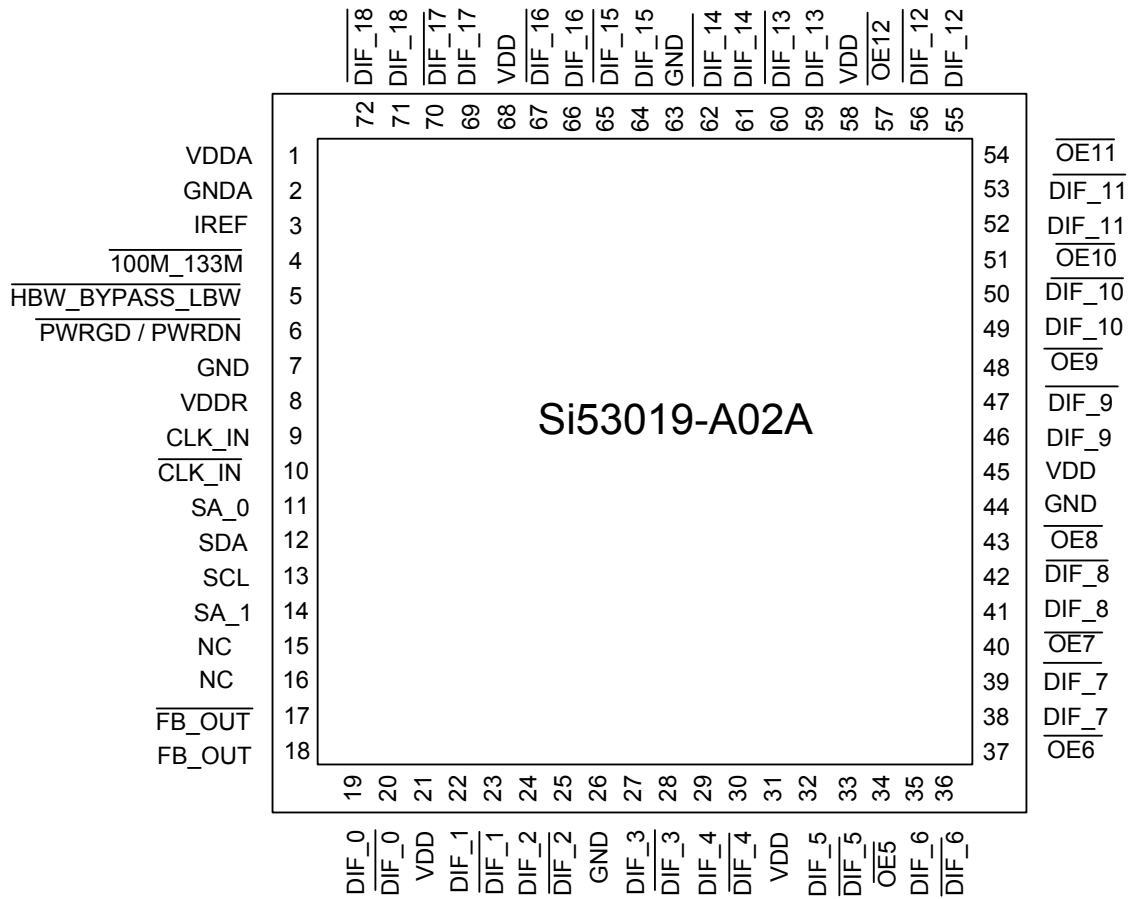 DIF_18
DIF_18
DIF_17
DIF_17
VDD
DIF_16
DIF_16
DIF_15
DIF_15
GND
DIF_14
DIF_14
DIF_13
DIF_13
VDD
OE12
DIF_12
DIF_12
72
71
70
69
68
67
66
65
64
63
62
61
60
59
58
57
56
55
VDDA 1
GNDA 2
IREF 3
100M_133M 4
HBW_BYPASS_LBW 5
PWRGD / PWRDN 6
GND 7
VDDR 8
CLK_IN 9
CLK_IN 10
SA_0 11
SDA 12
SCL 13
SA_1 14
NC 15
NC 16
FB_OUT 17
FB_OUT 18
Si53019-A02A
54 OE11
53 DIF_11
52 DIF_11
51 OE10
50 DIF_10
49 DIF_10
48 OE9
47 DIF_9
46 DIF_9
45 VDD
44 GND
43 OE8
42 DIF_8
41 DIF_8
40 OE7
39 DIF_7
38 DIF_7
37 OE6
19
20
21
22
23
24
25
26
27
28
29
30
31
32
33
34
35
36
DIF_0
DIF_0
VDD
DIF_1
DIF_1
DIF_2
DIF_2
GND
DIF_3
DIF_3
DIF_4
DIF_4
VDD
DIF_5
DIF_5
OE5
DIF_6
DIF_6